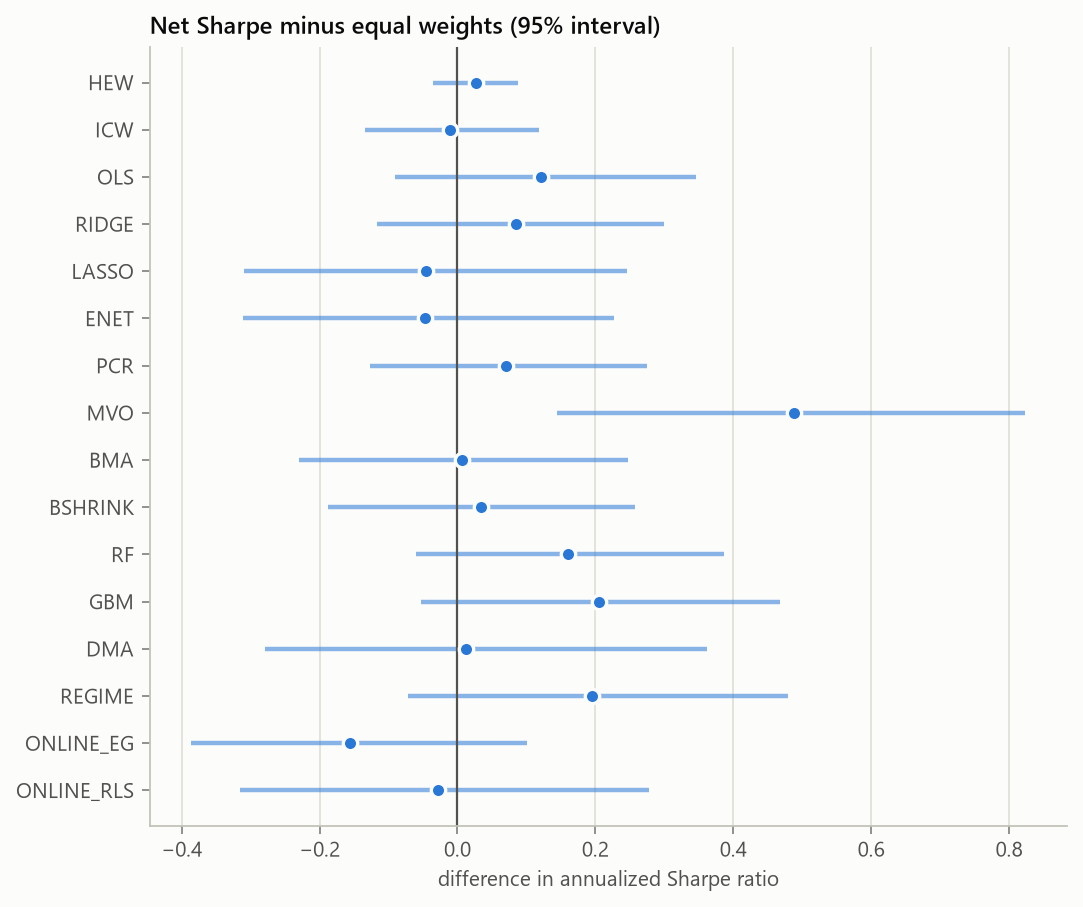 Net Sharpe minus equal weights (95% interval)
HEW
ICW
OLS
RIDGE
LASSO
ENET
PCR
MVO
BMA
BSHRINK
RF
GBM
DMA
REGIME
ONLINE_EG
ONLINE_RLS
−0.4 −0.2 0.0 0.2 0.4 0.6 0.8
difference in annualized Sharpe ratio